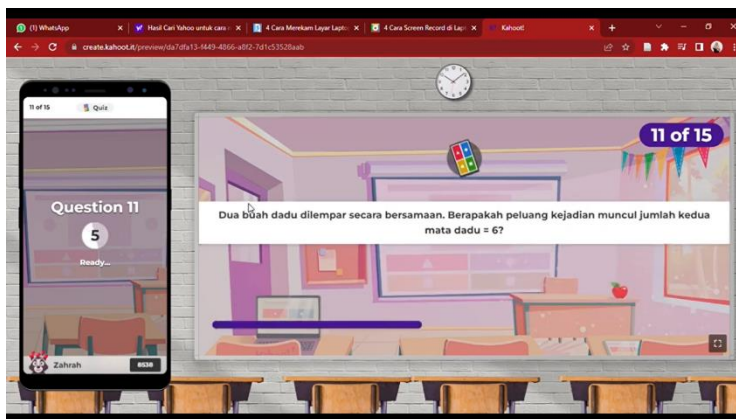 (1) WhatsApp
Hasil Cari Yahoo untuk cara
4 Cara Merekam Layar Lapto
4 Cara Screen Record di Lap
Kahoot!
create.kahoot.it/preview/da7dfa13-f449-4866-a8f2-7d1c53528aab
11 of 15
Quiz
Question 11
5
Ready...
Zahrah
8538
11 of 15
Dua buah dadu dilempar secara bersamaan. Berapakah peluang kejadian muncul jumlah kedua
mata dadu = 6?